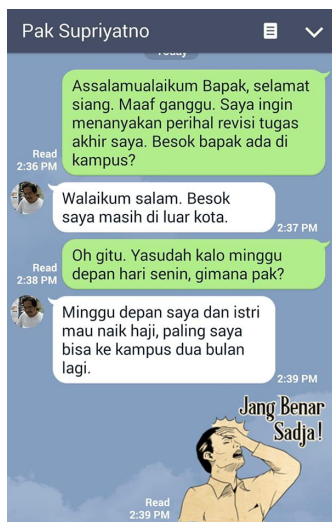 Pak Supriyatno
Today
Assalamualaikum Bapak, selamat
siang. Maaf ganggu. Saya ingin
menanyakan perihal revisi tugas
akhir saya. Besok bapak ada di
kampus?
Read
2:36 PM
Walaikum salam. Besok
saya masih di luar kota.
2:37 PM
Oh gitu. Yasudah kalo minggu
depan hari senin, gimana pak?
Read
2:38 PM
Minggu depan saya dan istri
mau naik haji, paling saya
bisa ke kampus dua bulan
lagi.
2:39 PM
Jang Benar
Sadja!
Read
2:39 PM